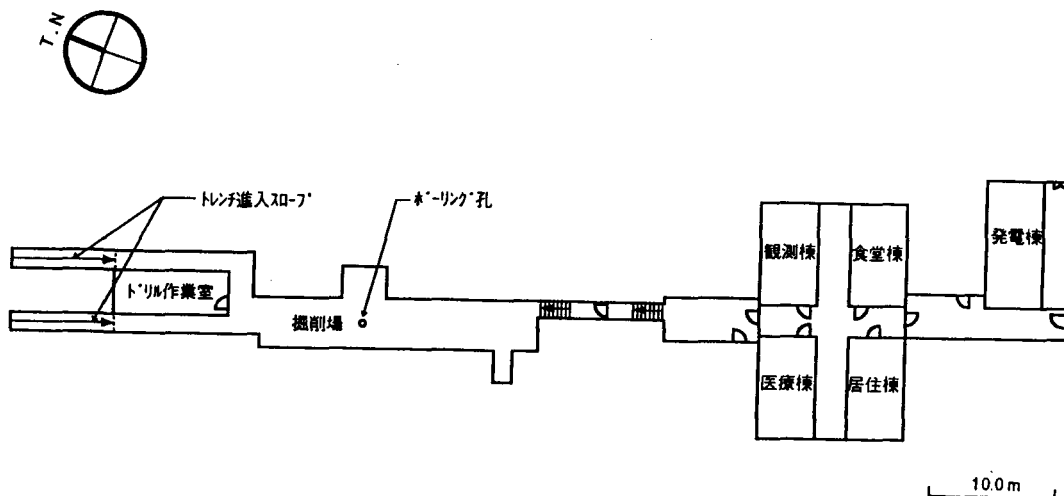 T.N
トレンチ進入スロープ
ボーリング孔
ドリル作業室
掘削場
観測棟
食堂棟
発電棟
医療棟
居住棟
10.0m